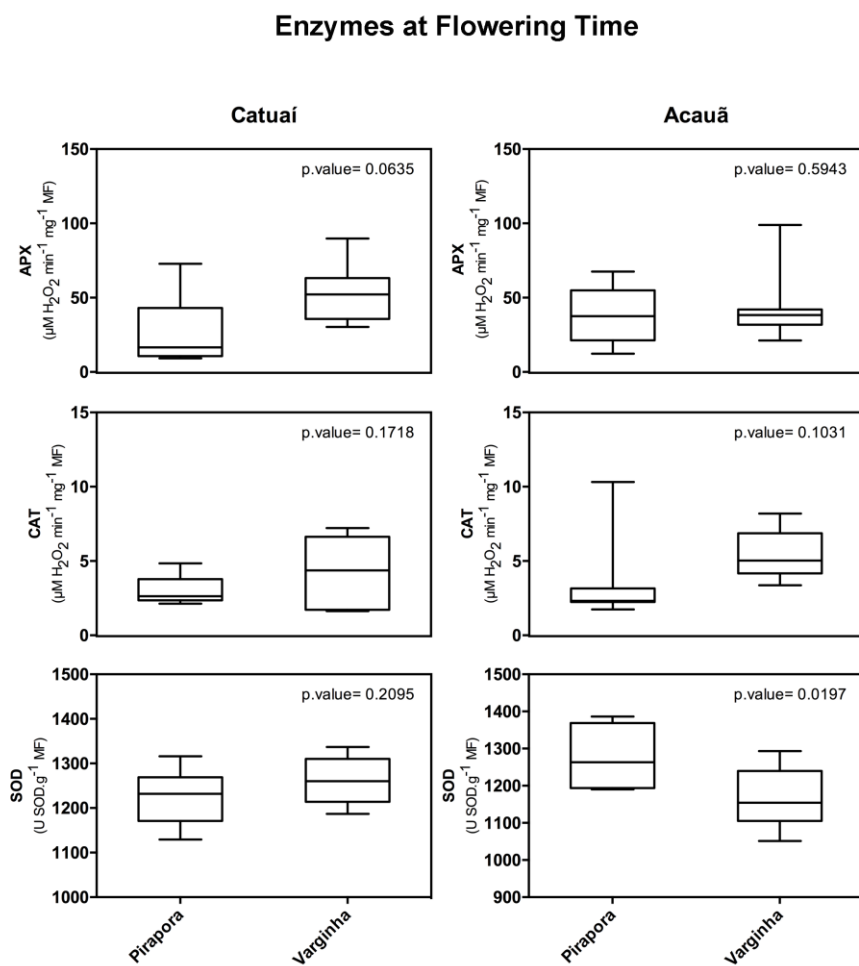 Enzymes at Flowering Time
Catuaí
Acauã
APX
(µM H₂O₂ min⁻¹ mg⁻¹ MF)
150
100
50
0
p.value= 0.0635
APX
(µM H₂O₂ min⁻¹ mg⁻¹ MF)
150
100
50
0
p.value= 0.5943
CAT
(µM H₂O₂ min⁻¹ mg⁻¹ MF)
15
10
5
0
p.value= 0.1718
CAT
(µM H₂O₂ min⁻¹ mg⁻¹ MF)
15
10
5
0
p.value= 0.1031
SOD
(U SOD.g⁻¹ MF)
1500
1400
1300
1200
1100
1000
p.value= 0.2095
SOD
(U SOD.g⁻¹ MF)
1500
1400
1300
1200
1100
1000
900
p.value= 0.0197
Pirapora
Varginha
Pirapora
Varginha